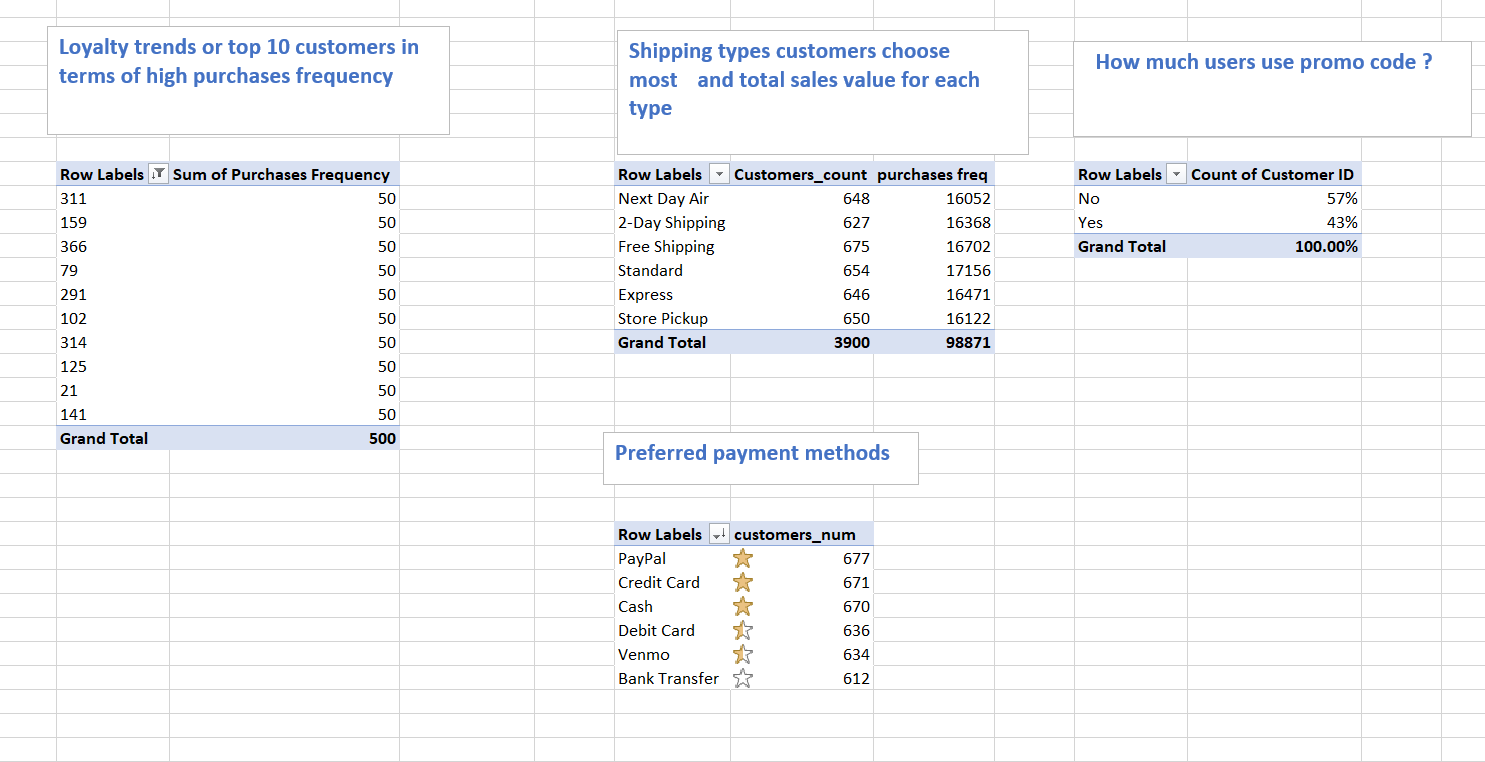 Loyalty trends or top 10 customers in
terms of high purchases frequency
Row Labels Sum of Purchases Frequency
311 50
159 50
366 50
79 50
291 50
102 50
314 50
125 50
21 50
141 50
Grand Total 500
Shipping types customers choose
most and total sales value for each
type
Row Labels Customers_count purchases freq
Next Day Air 648 16052
2-Day Shipping 627 16368
Free Shipping 675 16702
Standard 654 17156
Express 646 16471
Store Pickup 650 16122
Grand Total 3900 98871
How much users use promo code ?
Row Labels Count of Customer ID
No 57%
Yes 43%
Grand Total 100.00%
Preferred payment methods
Row Labels customers_num
PayPal 677
Credit Card 671
Cash 670
Debit Card 636
Venmo 634
Bank Transfer 612